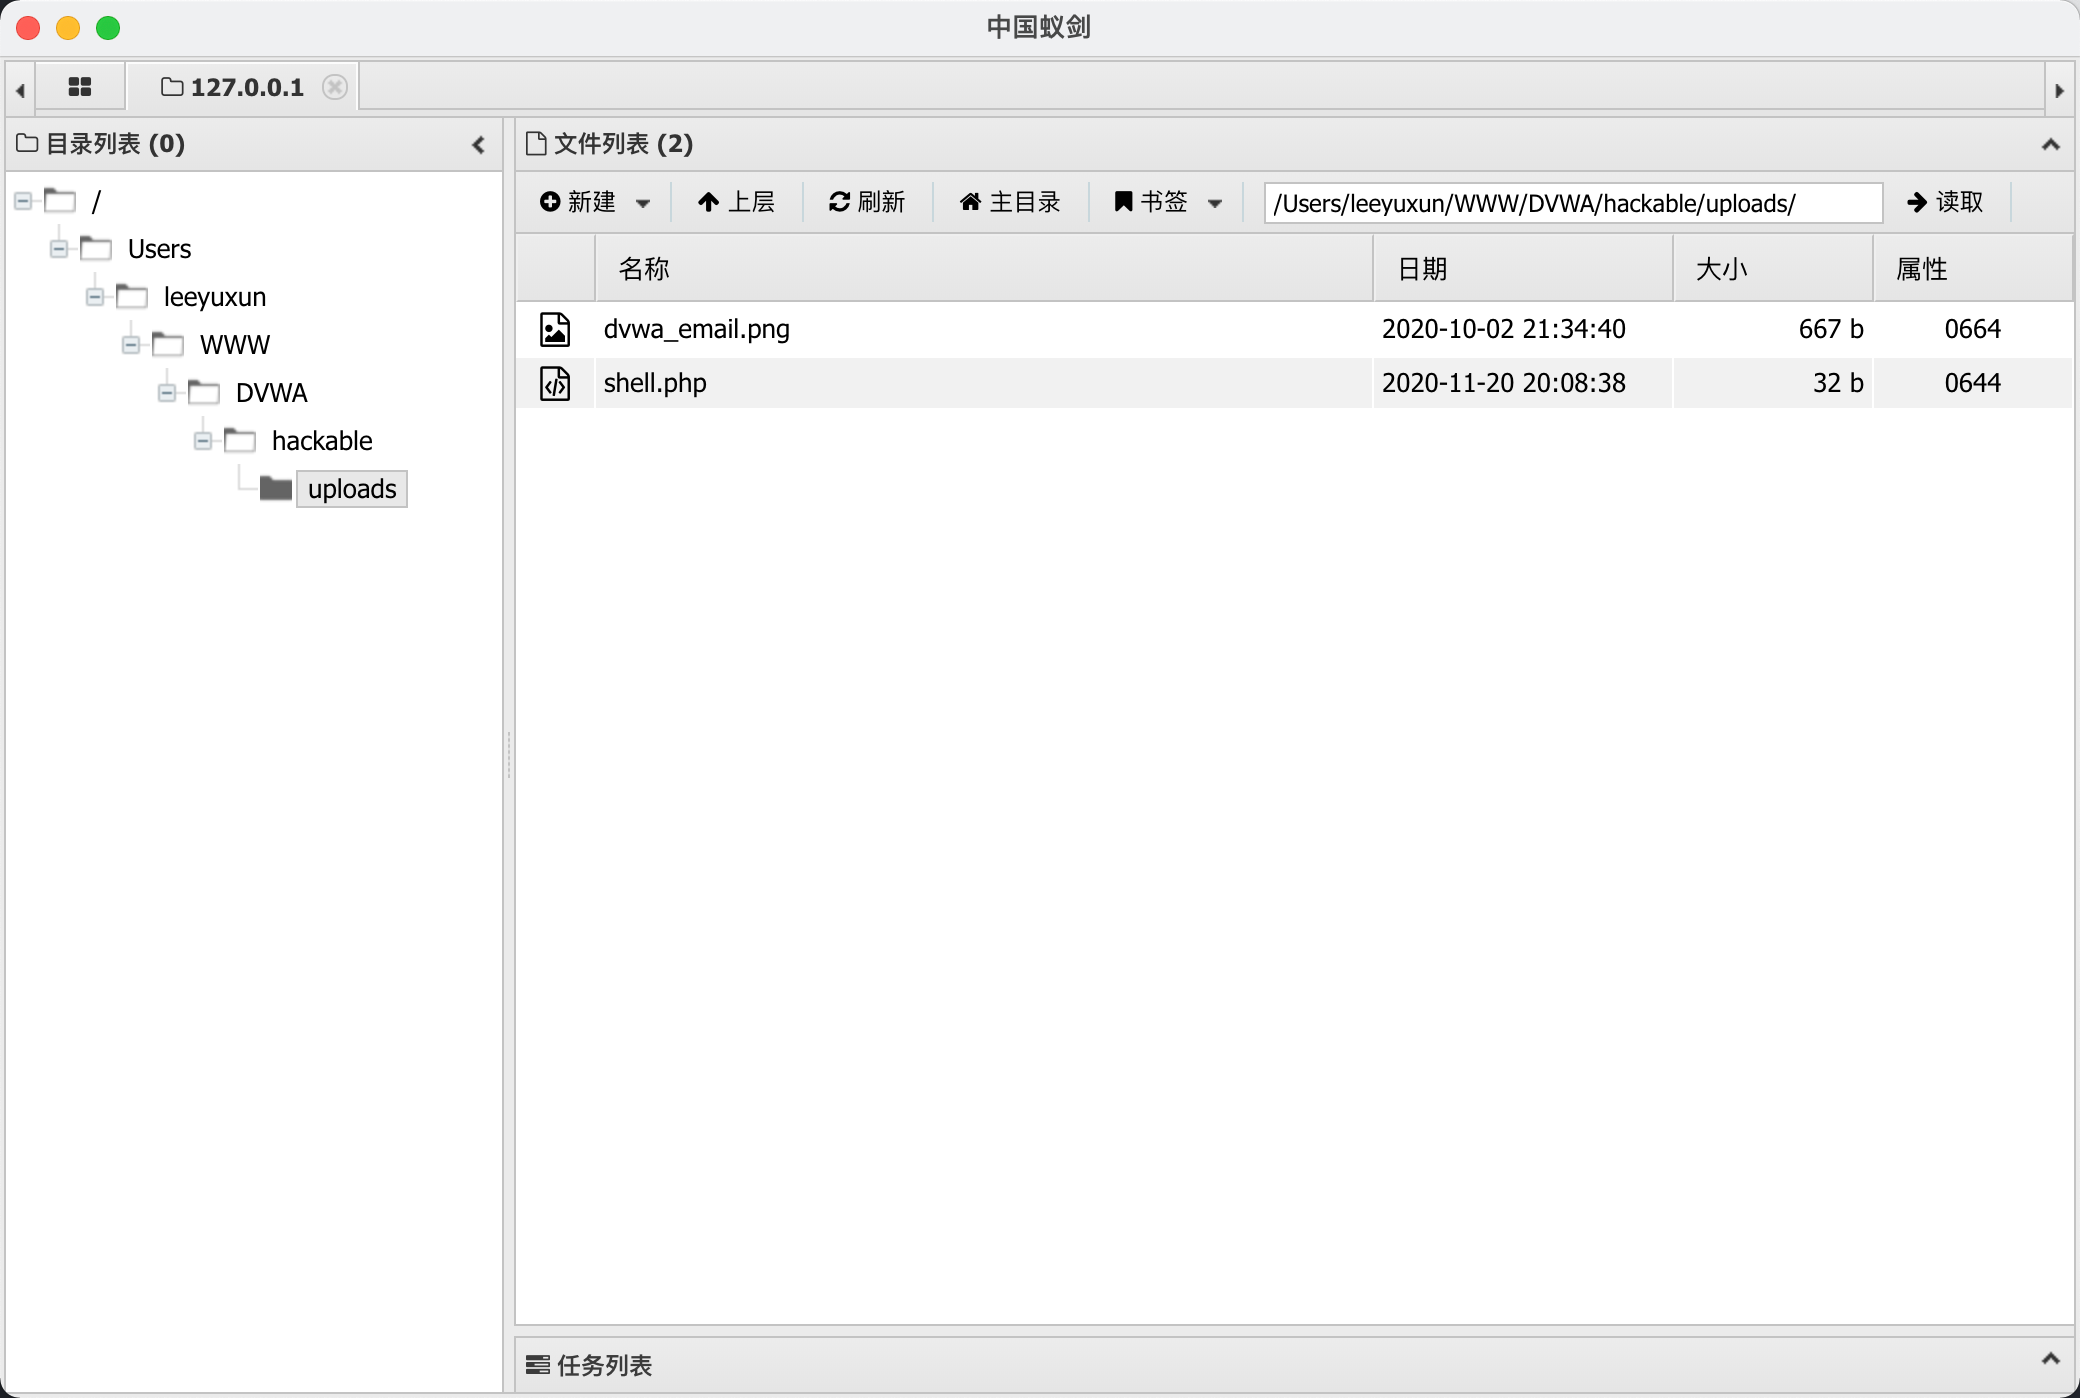 中国蚁剑
127.0.0.1
目录列表 (0)
/
Users
leeyuxun
WWW
DVWA
hackable
uploads
文件列表 (2)
新建 上层 刷新 主目录 书签 /Users/leeyuxun/WWW/DVWA/hackable/uploads/ 读取
名称 日期 大小 属性
dvwa_email.png 2020-10-02 21:34:40 667 b 0664
shell.php 2020-11-20 20:08:38 32 b 0644
任务列表